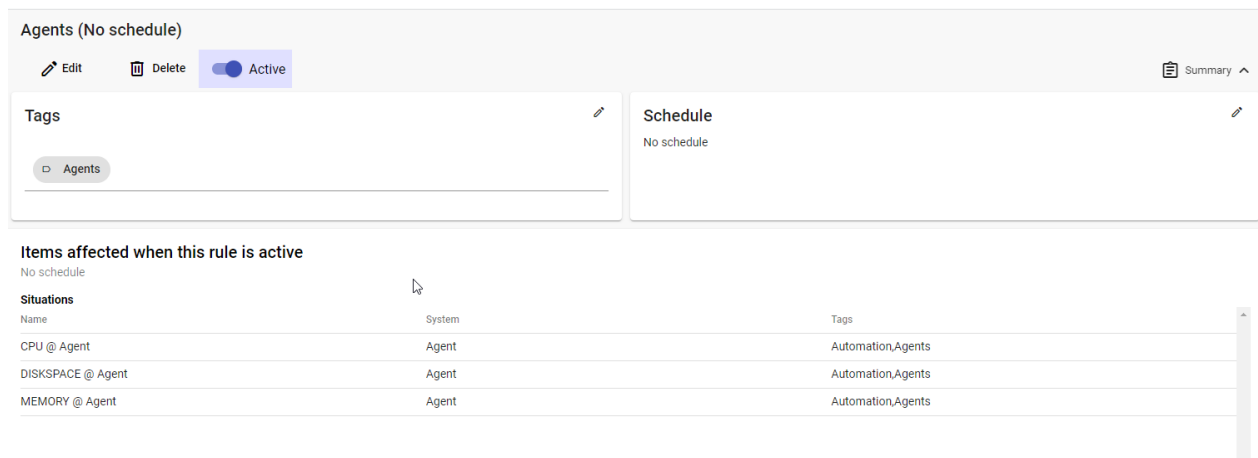 Agents (No schedule)
Edit Delete Active Summary
Tags
Agents
Schedule
No schedule
Items affected when this rule is active
No schedule
Situations
Name System Tags
CPU @ Agent Agent Automation,Agents
DISKSPACE @ Agent Agent Automation,Agents
MEMORY @ Agent Agent Automation,Agents